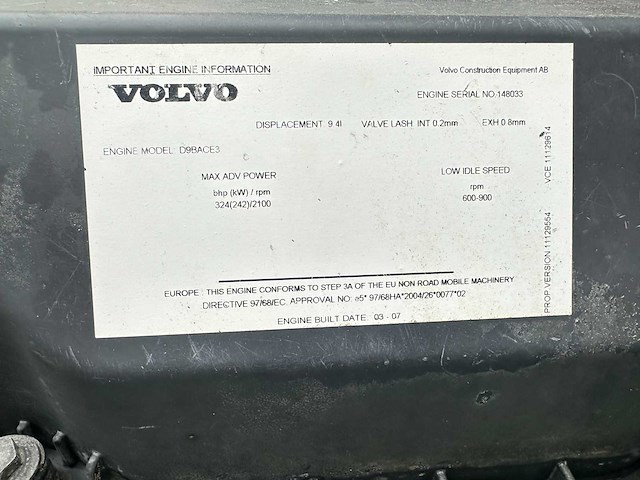 IMPORTANT ENGINE INFORMATION
Volvo Construction Equipment AB
VOLVO
ENGINE SERIAL NO.148033
DISPLACEMENT 9.4l VALVE LASH INT 0.2mm EXH 0.8mm
ENGINE MODEL D9BACE3
MAX ADV POWER
bhp (kW) / rpm
324(242)/2100
LOW IDLE SPEED
rpm
600-900
EUROPE : THIS ENGINE CONFORMS TO STEP 3A OF THE EU NON ROAD MOBILE MACHINERY
DIRECTIVE 97/68/EC. APPROVAL NO: e5* 97/68HA*2004/26*0077*02
ENGINE BUILT DATE 03 - 07
PROP VERSION 11129554 VCE 11129614